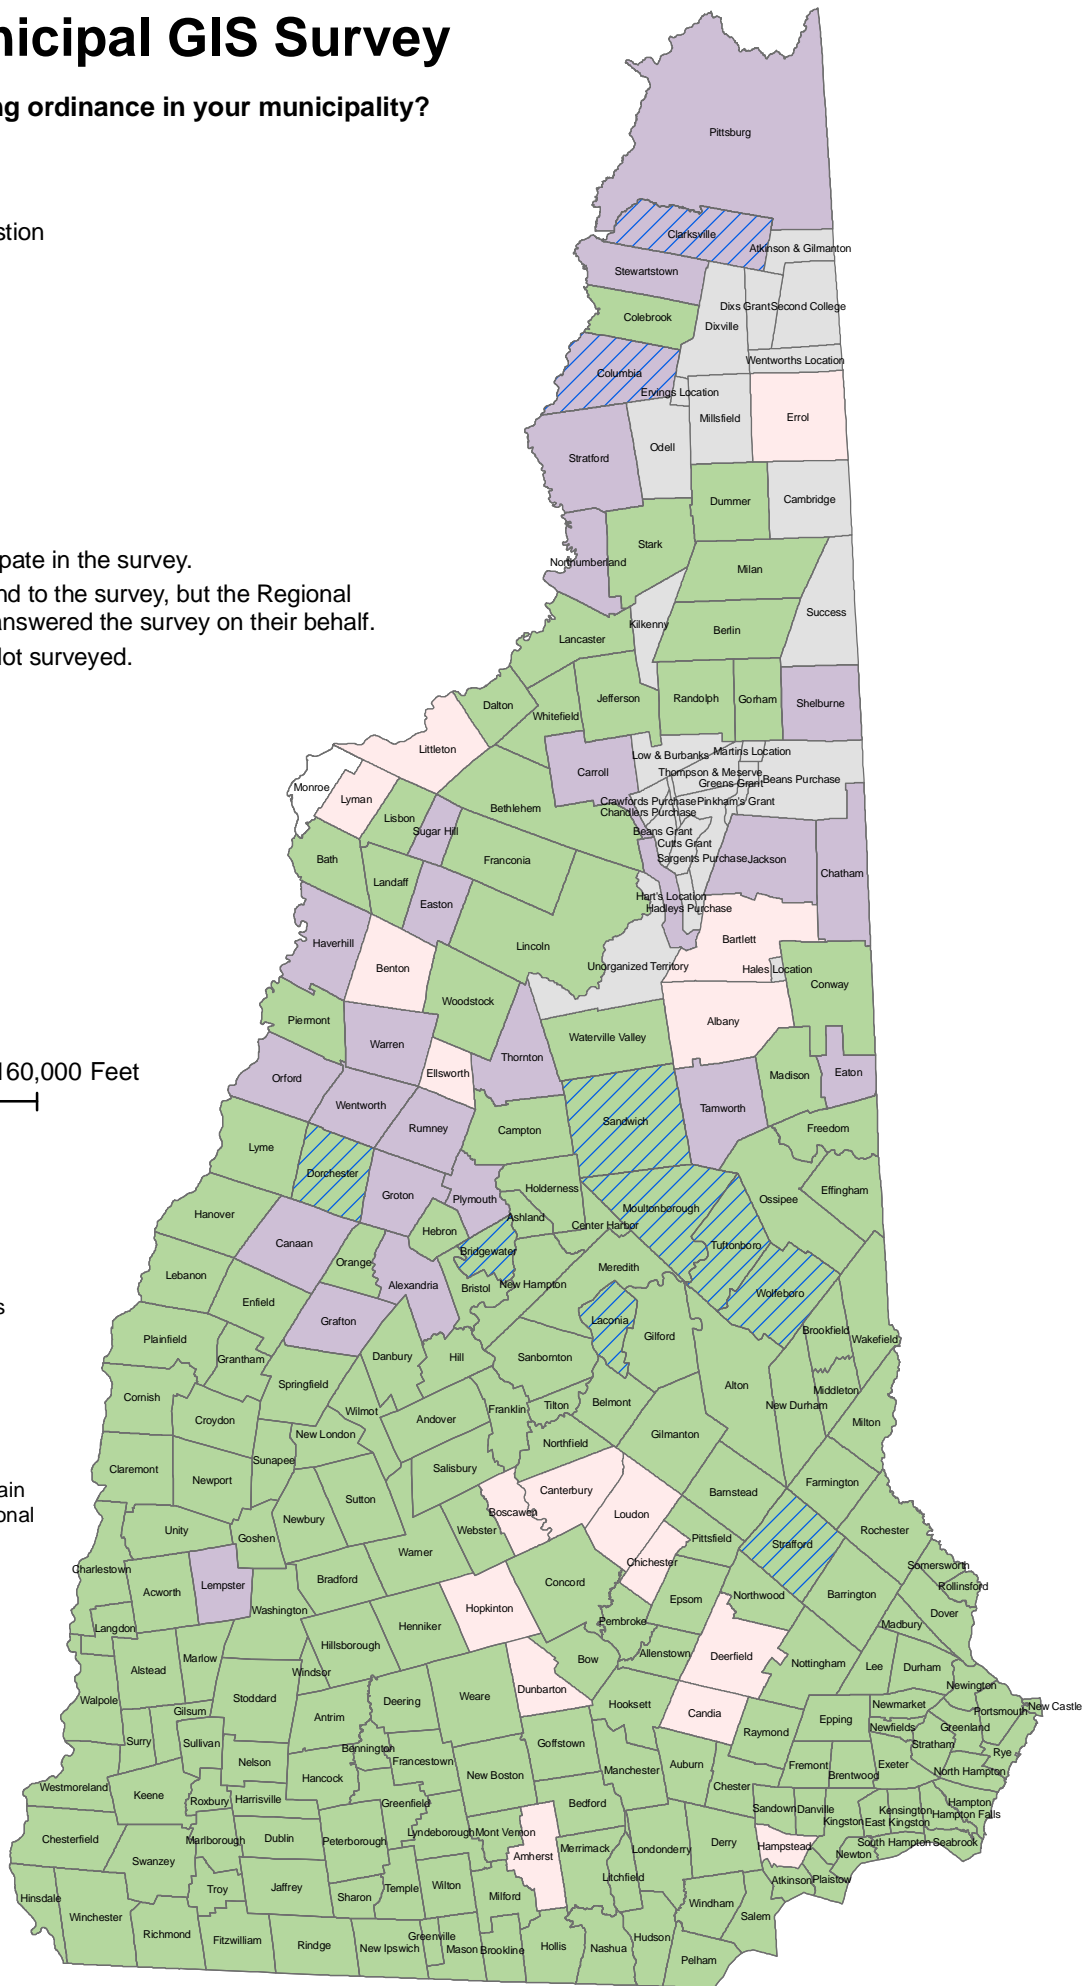 nicipal GIS Survey
ng ordinance in your municipality?
stion
pate in the survey.
nd to the survey, but the Regional
answered the survey on their behalf.
Not surveyed.
160,000 Feet
s
ain
onal
Pittsburg
Clarksville
Atkinson & Gilmanton
Stewartstown
Dixs Grant
Second College
Colebrook
Dixville
Wentworths Location
Columbia
Ervings Location
Millsfield
Errol
Odell
Stratford
Dummer
Cambridge
Stark
Northumberland
Milan
Success
Kilkenny
Berlin
Lancaster
Jefferson
Randolph
Gorham
Shelburne
Dalton
Whitefield
Littleton
Carroll
Low & Burbanks
Martins Location
Thompson & Meserve
Greens Grant
Beans Purchase
Monroe
Lyman
Crawfords Purchase
Pinkham's Grant
Chandlers Purchase
Bethlehem
Lisbon
Sugar Hill
Beans Grant
Cutts Grant
Sargents Purchase
Jackson
Bath
Franconia
Landaff
Chatham
Easton
Hart's Location
Hadleys Purchase
Haverhill
Lincoln
Bartlett
Benton
Unorganized Territory
Hales Location
Conway
Woodstock
Piermont
Albany
Warren
Waterville Valley
Thornton
Ellsworth
Orford
Madison
Eaton
Wentworth
Tamworth
Rumney
Campton
Sandwich
Freedom
Lyme
Dorchester
Groton
Plymouth
Holderness
Effingham
Ossipee
Moultonborough
Hanover
Ashland
Center Harbor
Hebron
Canaan
Bridgewater
Tuftonboro
Orange
Lebanon
Alexandria
Bristol
New Hampton
Meredith
Wolfeboro
Enfield
Grafton
Laconia
Gilford
Brookfield
Wakefield
Plainfield
Grantham
Danbury
Hill
Sanbornton
Springfield
Alton
Middleton
Cornish
New Durham
Croydon
Wilmot
Andover
Franklin
Tilton
Belmont
Milton
New London
Gilmanton
Northfield
Sunapee
Claremont
Newport
Salisbury
Farmington
Sutton
Canterbury
Barnstead
Boscawen
Loudon
Newbury
Webster
Unity
Goshen
Pittsfield
Strafford
Rochester
Warner
Chichester
Charlestown
Acworth
Lempster
Bradford
Concord
Somersworth
Rollinsford
Northwood
Barrington
Washington
Hopkinton
Epsom
Dover
Langdon
Henniker
Pembroke
Madbury
Hillsborough
Allenstown
Deerfield
Marlow
Bow
Nottingham
Lee
Durham
Alstead
Windsor
Newington
Walpole
Stoddard
Dunbarton
Gilsum
Deering
Weare
Hooksett
Newmarket
New Castle
Portsmouth
Antrim
Candia
Epping
Surry
Sullivan
Raymond
Newfields
Greenland
Goffstown
Bennington
Stratham
Rye
Nelson
Francestown
Auburn
Fremont
Exeter
Hancock
New Boston
Manchester
Brentwood
North Hampton
Westmoreland
Keene
Chester
Roxbury
Harrisville
Greenfield
Bedford
Sandown
Danville
Hampton
Kensington
Hampton Falls
Kingston
East Kingston
Chesterfield
Marlborough
Dublin
Peterborough
Lyndeborough
Mont Vernon
Merrimack
Londonderry
Derry
Hampstead
South Hampton
Seabrook
Amherst
Newton
Swanzey
Litchfield
Atkinson
Plaistow
Troy
Jaffrey
Temple
Wilton
Hinsdale
Sharon
Milford
Windham
Winchester
Salem
Richmond
Fitzwilliam
Rindge
New Ipswich
Greenville
Mason
Brookline
Hollis
Nashua
Hudson
Pelham